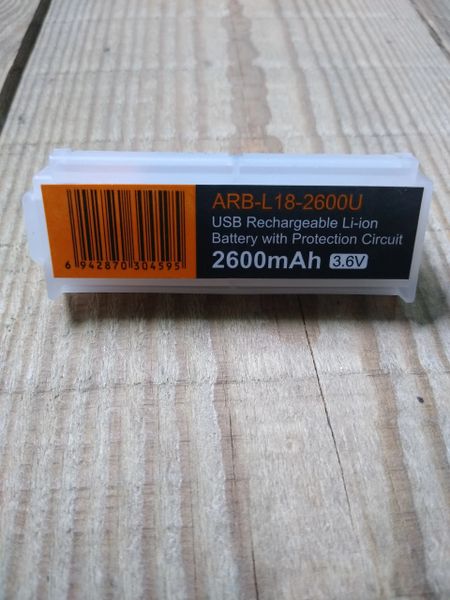 ARB-L18-2600U
USB Rechargeable Li-ion
Battery with Protection Circuit
2600mAh 3.6V
6 942870 304595